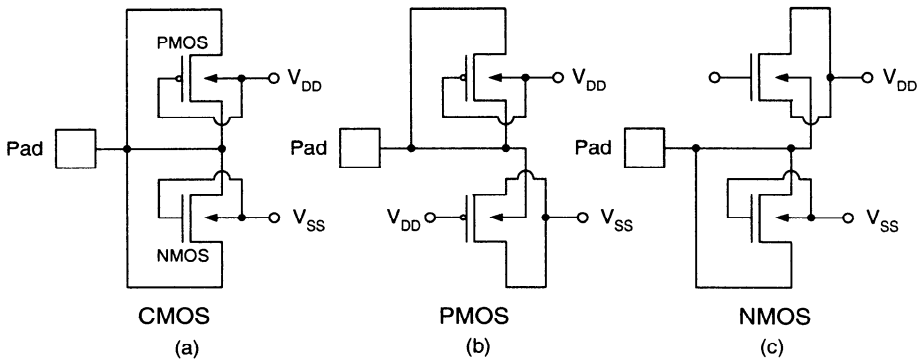 PMOS
V_DD
Pad
V_SS
NMOS
CMOS
(a)
V_DD
Pad
V_DD
V_SS
PMOS
(b)
V_DD
Pad
V_SS
NMOS
(c)